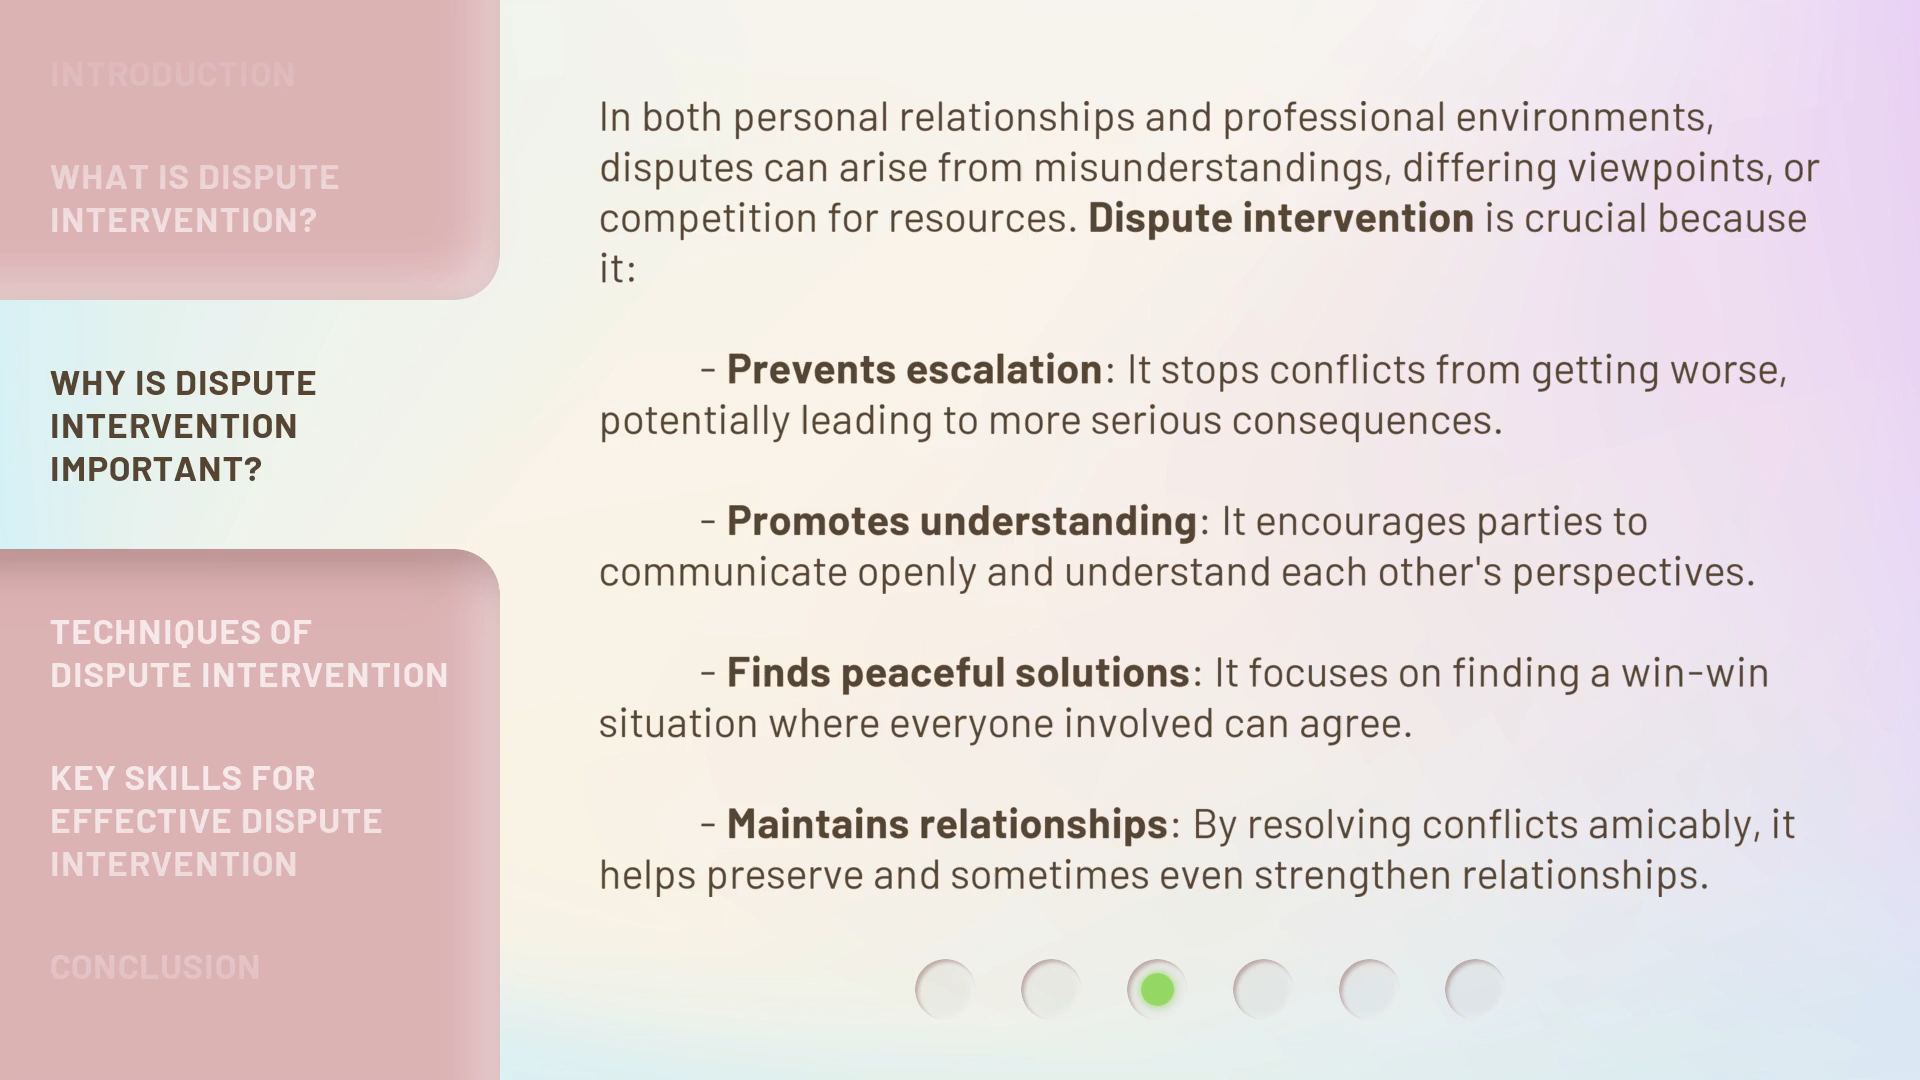 INTRODUCTION
WHAT IS DISPUTE
INTERVENTION?
WHY IS DISPUTE
INTERVENTION
IMPORTANT?
TECHNIQUES OF
DISPUTE INTERVENTION
KEY SKILLS FOR
EFFECTIVE DISPUTE
INTERVENTION
CONCLUSION
In both personal relationships and professional environments,
disputes can arise from misunderstandings, differing viewpoints, or
competition for resources. Dispute intervention is crucial because
it:
- Prevents escalation: It stops conflicts from getting worse,
potentially leading to more serious consequences.
- Promotes understanding: It encourages parties to
communicate openly and understand each other's perspectives.
- Finds peaceful solutions: It focuses on finding a win-win
situation where everyone involved can agree.
- Maintains relationships: By resolving conflicts amicably, it
helps preserve and sometimes even strengthen relationships.